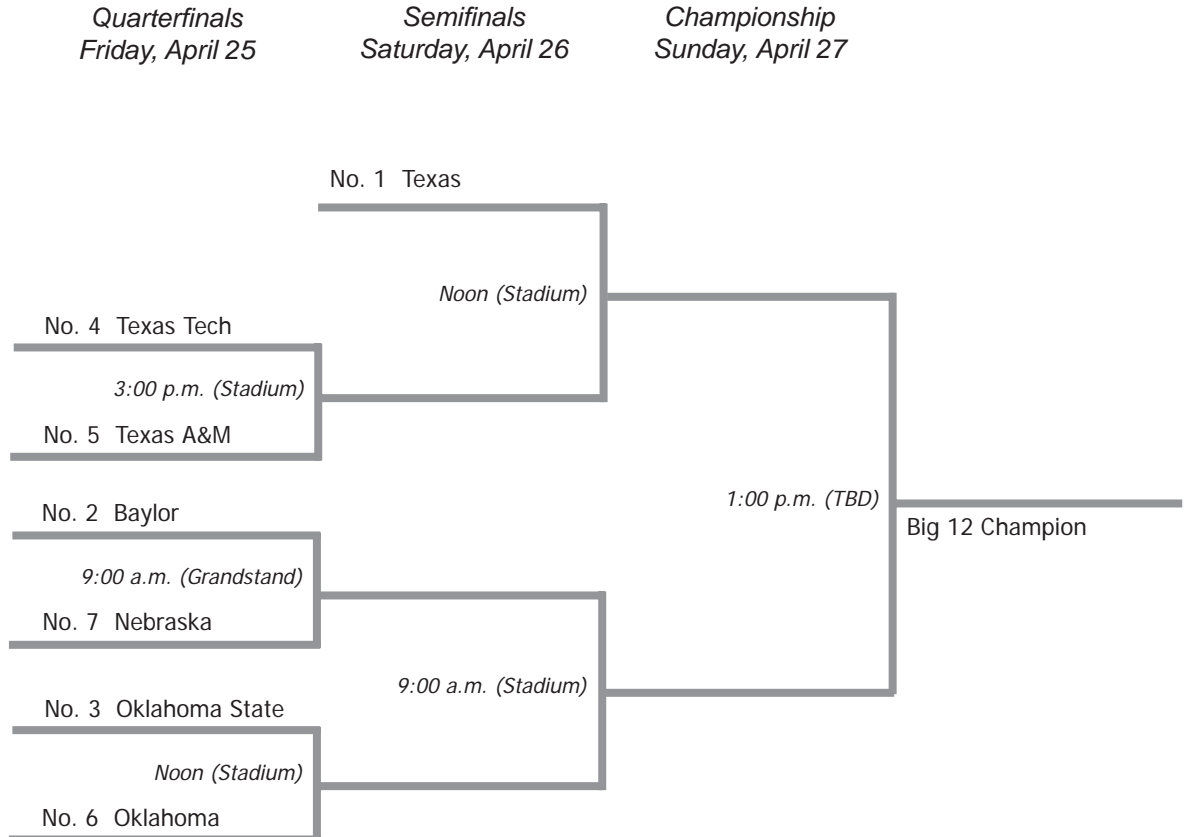 Quarterfinals
Friday, April 25
Semifinals
Saturday, April 26
Championship
Sunday, April 27
No. 1 Texas
Noon (Stadium)
No. 4 Texas Tech
3:00 p.m. (Stadium)
No. 5 Texas A&M
No. 2 Baylor
1:00 p.m. (TBD)
Big 12 Champion
9:00 a.m. (Grandstand)
No. 7 Nebraska
9:00 a.m. (Stadium)
No. 3 Oklahoma State
Noon (Stadium)
No. 6 Oklahoma